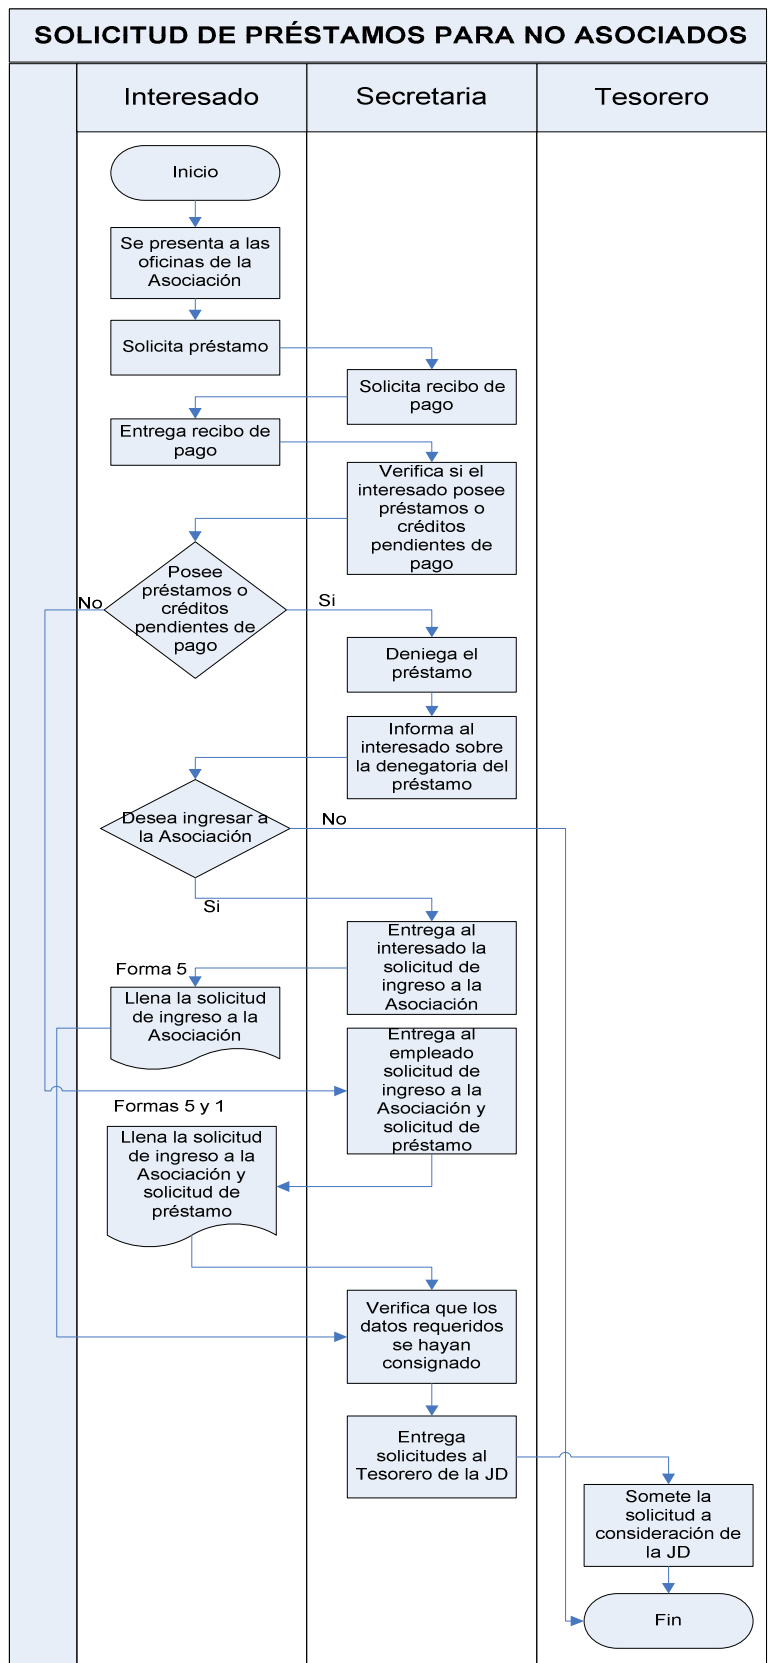 SOLICITUD DE PRÉSTAMOS PARA NO ASOCIADOS
Interesado
Secretaria
Tesorero
Inicio
Se presenta a las
oficinas de la
Asociación
Solicita préstamo
Solicita recibo de
pago
Entrega recibo de
pago
Verifica si el
interesado posee
préstamos o
créditos
pendientes de
pago
Posee
préstamos o
créditos
pendientes de
pago
No
Si
Deniega el
préstamo
Informa al
interesado sobre
la denegatoria del
préstamo
Desea ingresar a
la Asociación
No
Si
Entrega al
interesado la
solicitud de
ingreso a la
Asociación
Forma 5
Llena la solicitud
de ingreso a la
Asociación
Entrega al
empleado
solicitud de
ingreso a la
Asociación y
solicitud de
préstamo
Formas 5 y 1
Llena la solicitud
de ingreso a la
Asociación y
solicitud de
préstamo
Verifica que los
datos requeridos
se hayan
consignado
Entrega
solicitudes al
Tesorero de la JD
Somete la
solicitud a
consideración de
la JD
Fin